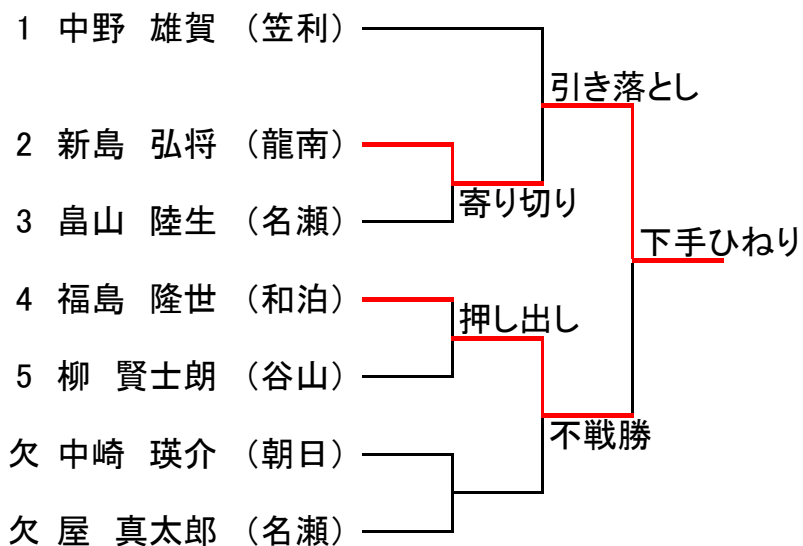 1 中野 雄賀 （笠利）
引き落とし
2 新島 弘将 （龍南）
寄り切り
3 畠山 陸生 （名瀬）
下手ひねり
4 福島 隆世 （和泊）
押し出し
5 柳 賢士朗 （谷山）
不戦勝
欠 中崎 瑛介 （朝日）
欠 屋 真太郎 （名瀬）